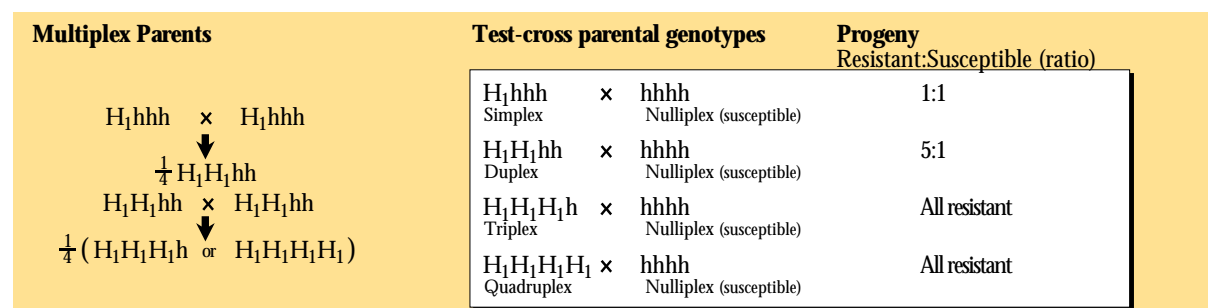 Multiplex Parents
H1hhh × H1hhh
1/4 H1H1hh
H1H1hh × H1H1hh
1/4 ( H1H1H1h or H1H1H1H1)
Test-cross parental genotypes Progeny
Resistant:Susceptible (ratio)
H1hhh × hhhh 1:1
Simplex Nulliplex (susceptible)
H1H1hh × hhhh 5:1
Duplex Nulliplex (susceptible)
H1H1H1h × hhhh All resistant
Triplex Nulliplex (susceptible)
H1H1H1H1 × hhhh All resistant
Quadruplex Nulliplex (susceptible)